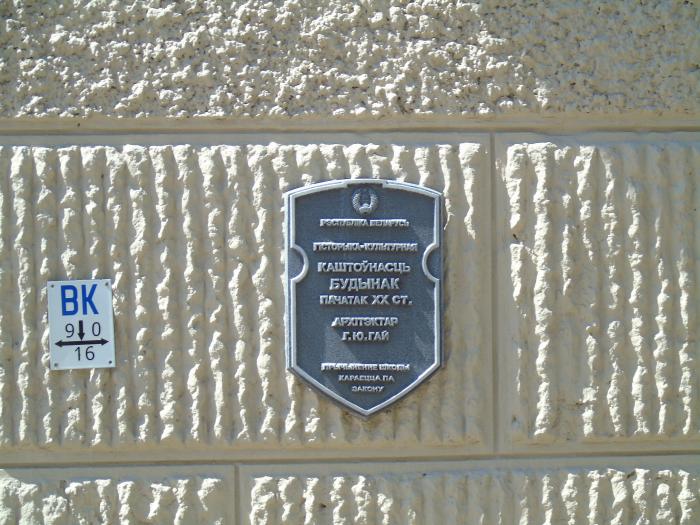 РЭСПУБЛІКА БЕЛАРУСЬ
ГІСТОРЫКА-КУЛЬТУРНАЯ
КАШТОЎНАСЦЬ
БУДЫНАК
ПАЧАТАК XX СТ.
АРХІТЭКТАР
Г.Ю.ГАЙ
ПРЫЧЫНЕННЕ ШКОДЫ
КАРАЕЦЦА ПА
ЗАКОНУ
ВК
9 0
16